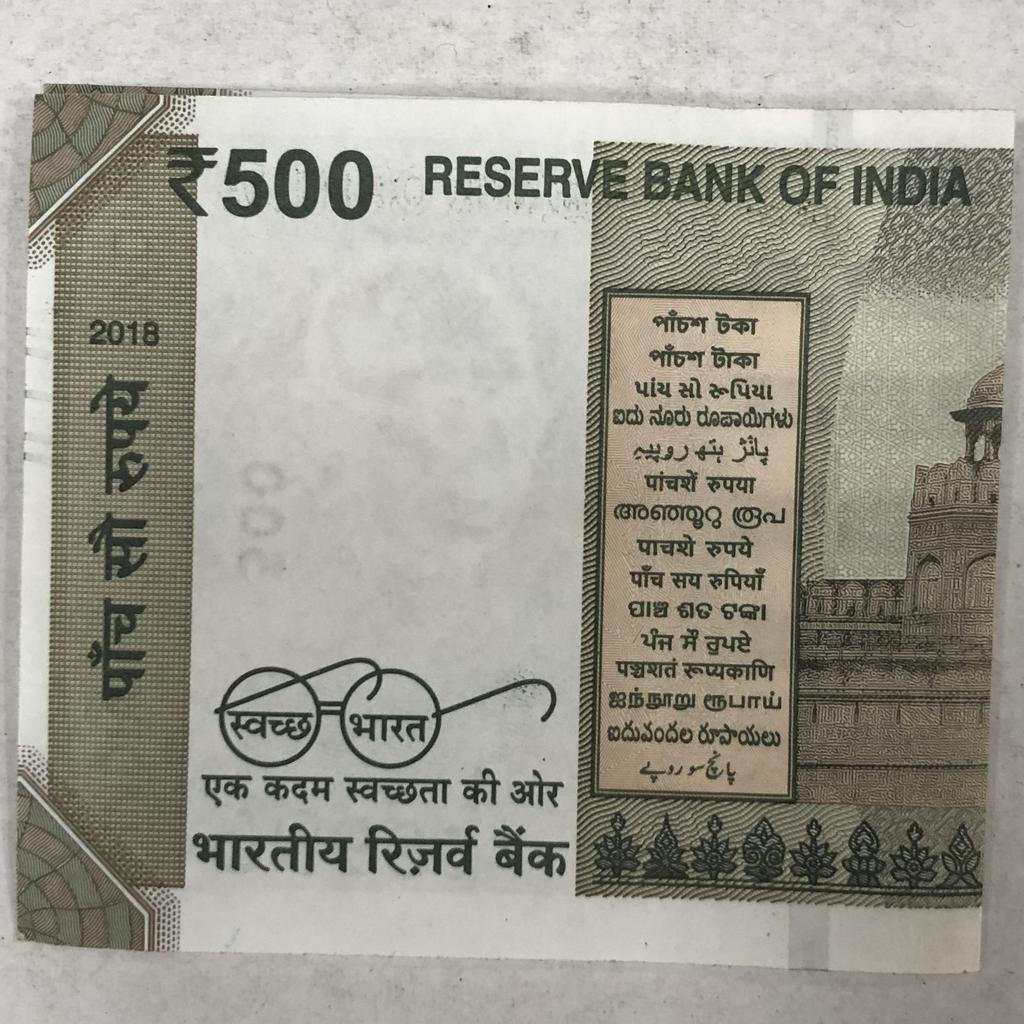 ₹500 RESERVE BANK OF INDIA
2018
पाँच सौ रुपये
পাঁচশ টকা
পাঁচশ টাকা
પાંચ સો રૂપિયા
ಐದು ನೂರು ರೂಪಾಯಿಗಳು
پانژھ ہتھ روپیہ
पांचशें रुपया
അഞ്ഞൂറു രൂപ
पाचशे रुपये
पाँच सय रुपियाँ
ପାଞ୍ଚ ଶତ ଟଙ୍କା
ਪੰਜ ਸੌ ਰੁਪਏ
पञ्चशतं रूप्यकाणि
ஐந்நூறு ரூபாய்
ఐదువందల రూపాయలు
پانچ سو روپے
500
स्वच्छ भारत
एक कदम स्वच्छता की ओर
भारतीय रिज़र्व बैंक